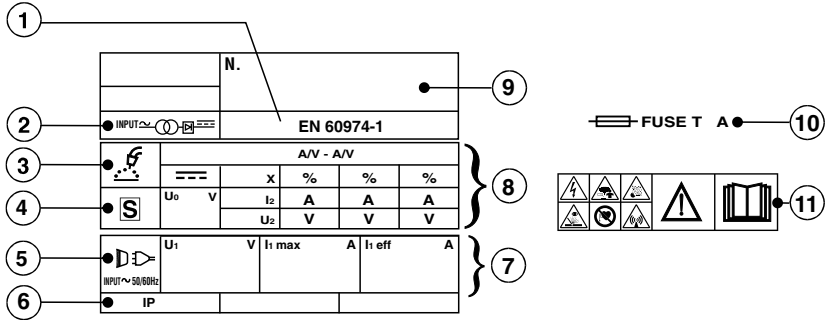 1
N.
9
2
INPUT
EN 60974-1
FUSE T A
10
3
A/V - A/V
X % % %
8
4
S
U₀ V
I₂ A A A
U₂ V V V
11
5
U₁ V I₁ max A I₁ eff A
7
INPUT ~ 50/60Hz
6
IP